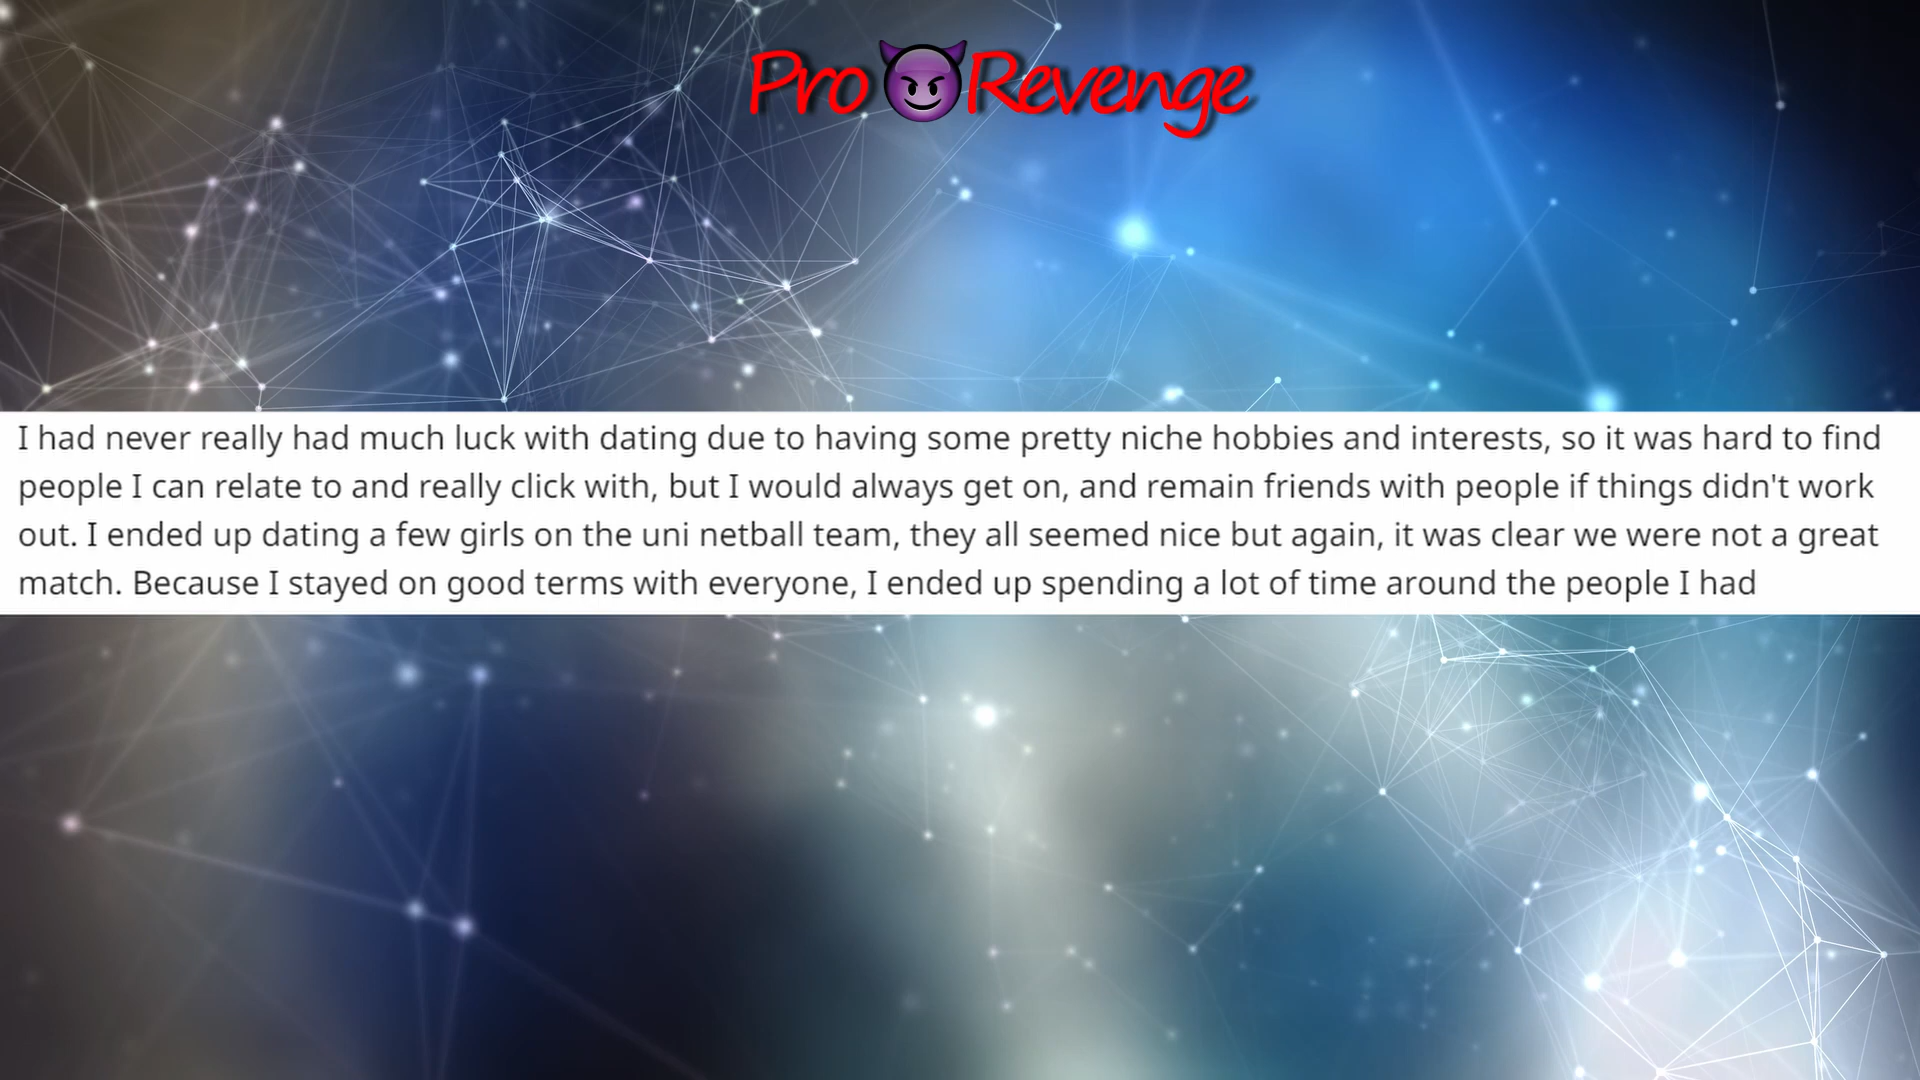 Pro 😈 Revenge
I had never really had much luck with dating due to having some pretty niche hobbies and interests, so it was hard to find
people I can relate to and really click with, but I would always get on, and remain friends with people if things didn't work
out. I ended up dating a few girls on the uni netball team, they all seemed nice but again, it was clear we were not a great
match. Because I stayed on good terms with everyone, I ended up spending a lot of time around the people I had